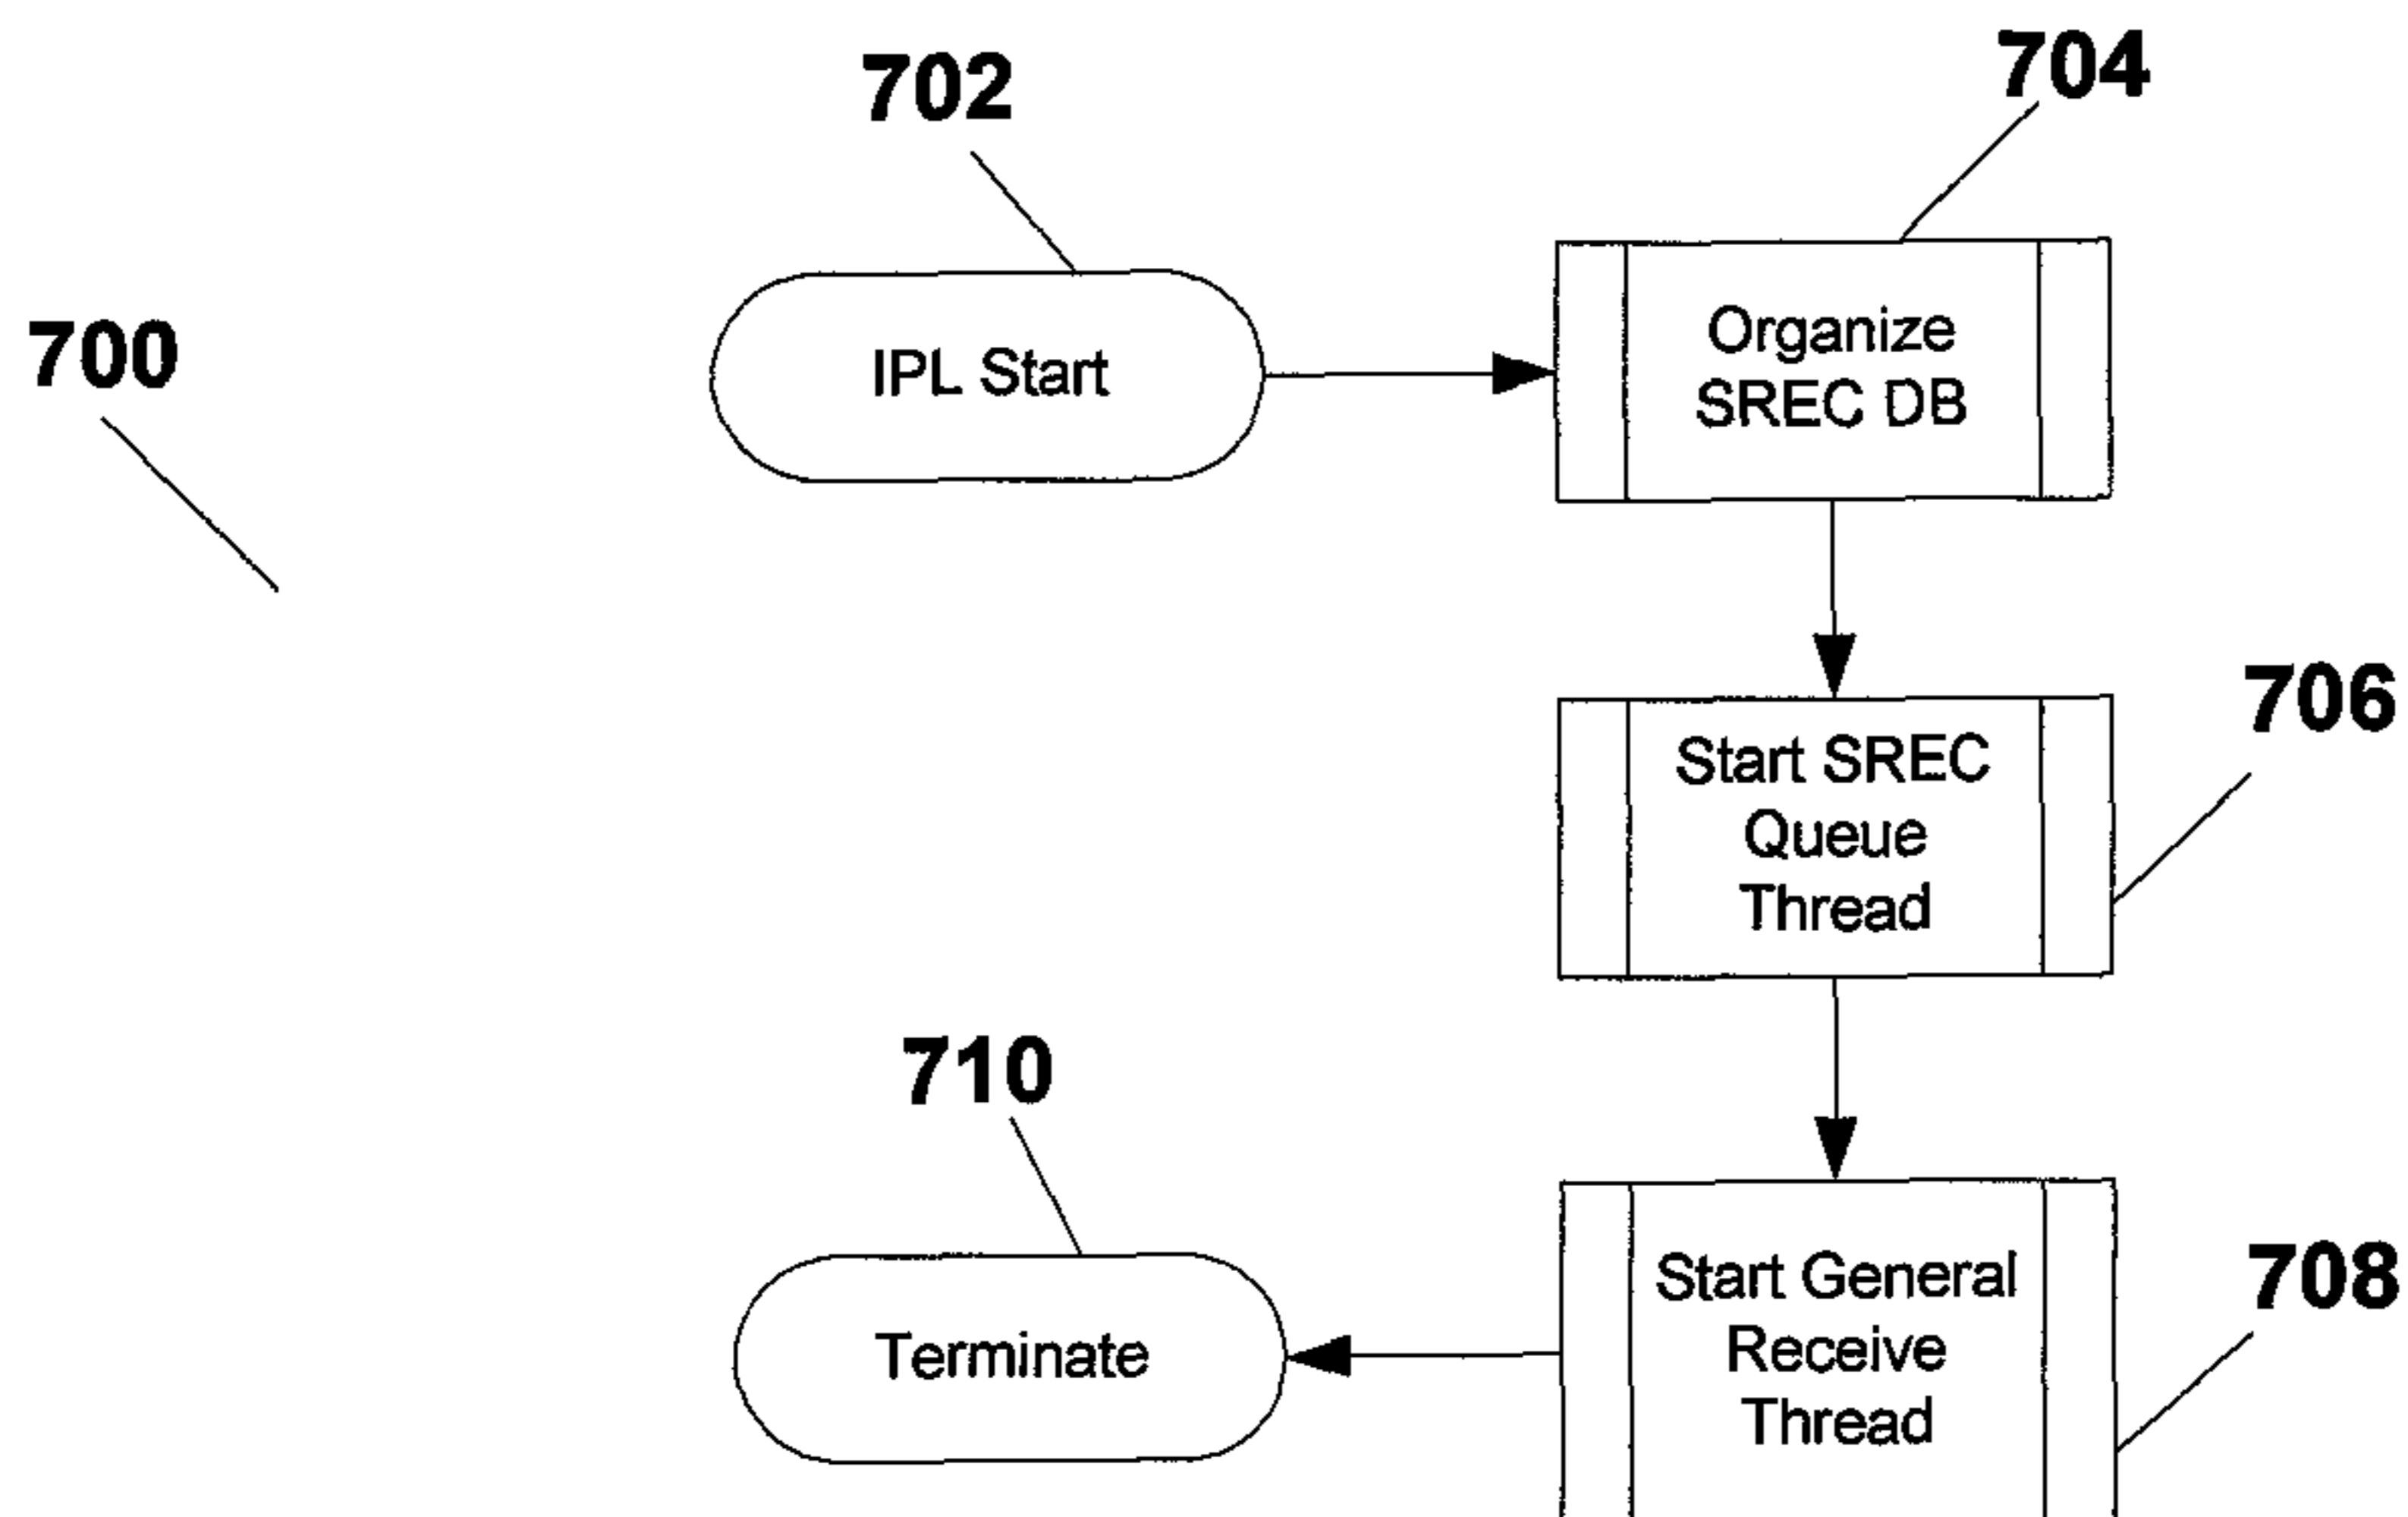 702
704
700
IPL Start
Organize
SREC DB
706
Start SREC
Queue
Thread
710
708
Start General
Receive
Thread
Terminate